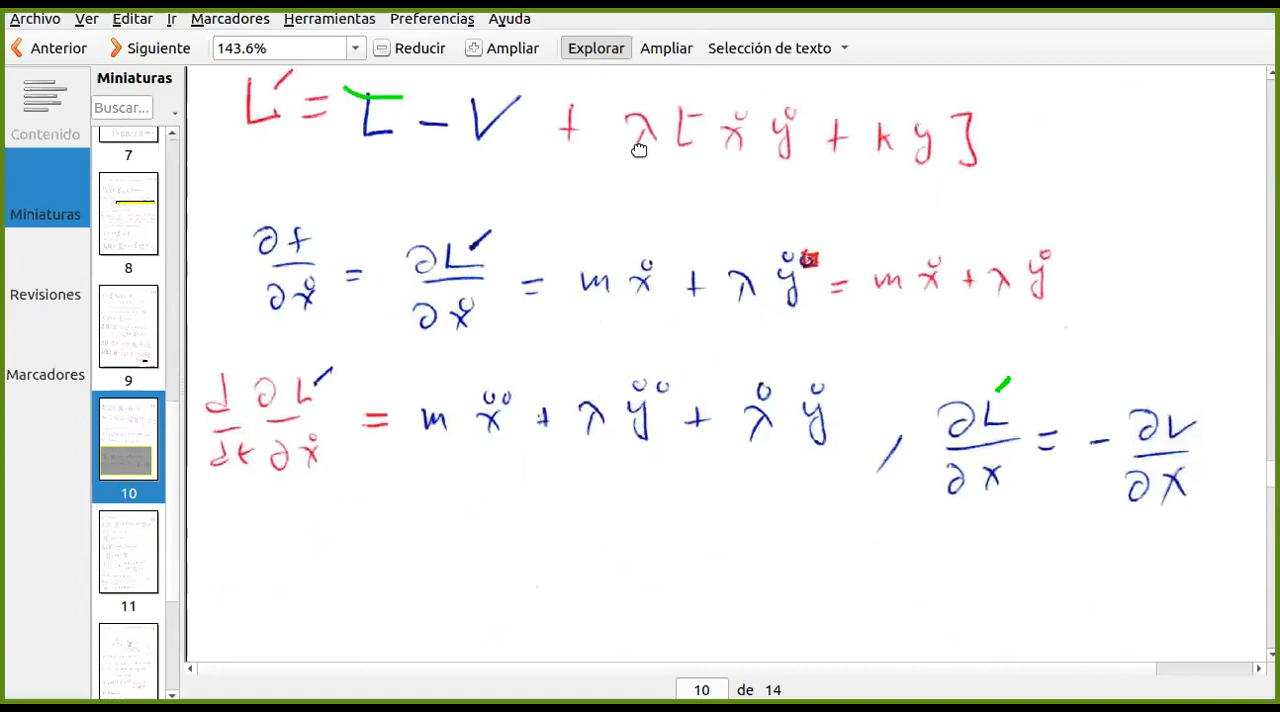 Archivo Ver Editar Ir Marcadores Herramientas Preferencias Ayuda
Anterior Siguiente 143.6% Reducir Ampliar Explorar Ampliar Selección de texto
Miniaturas
Buscar...
Contenido
Miniaturas
Revisiones
Marcadores
7
8
9
10
11
L' = T - V + λ[ẋ ẏ + k y]
∂f/∂ẋ = ∂L'/∂ẋ = m ẋ + λ ẏ = m ẋ + λ ẏ
d/dt ∂L'/∂ẋ = m ẍ + λ ÿ + λ̇ ẏ , ∂L'/∂x = - ∂V/∂x
10 de 14